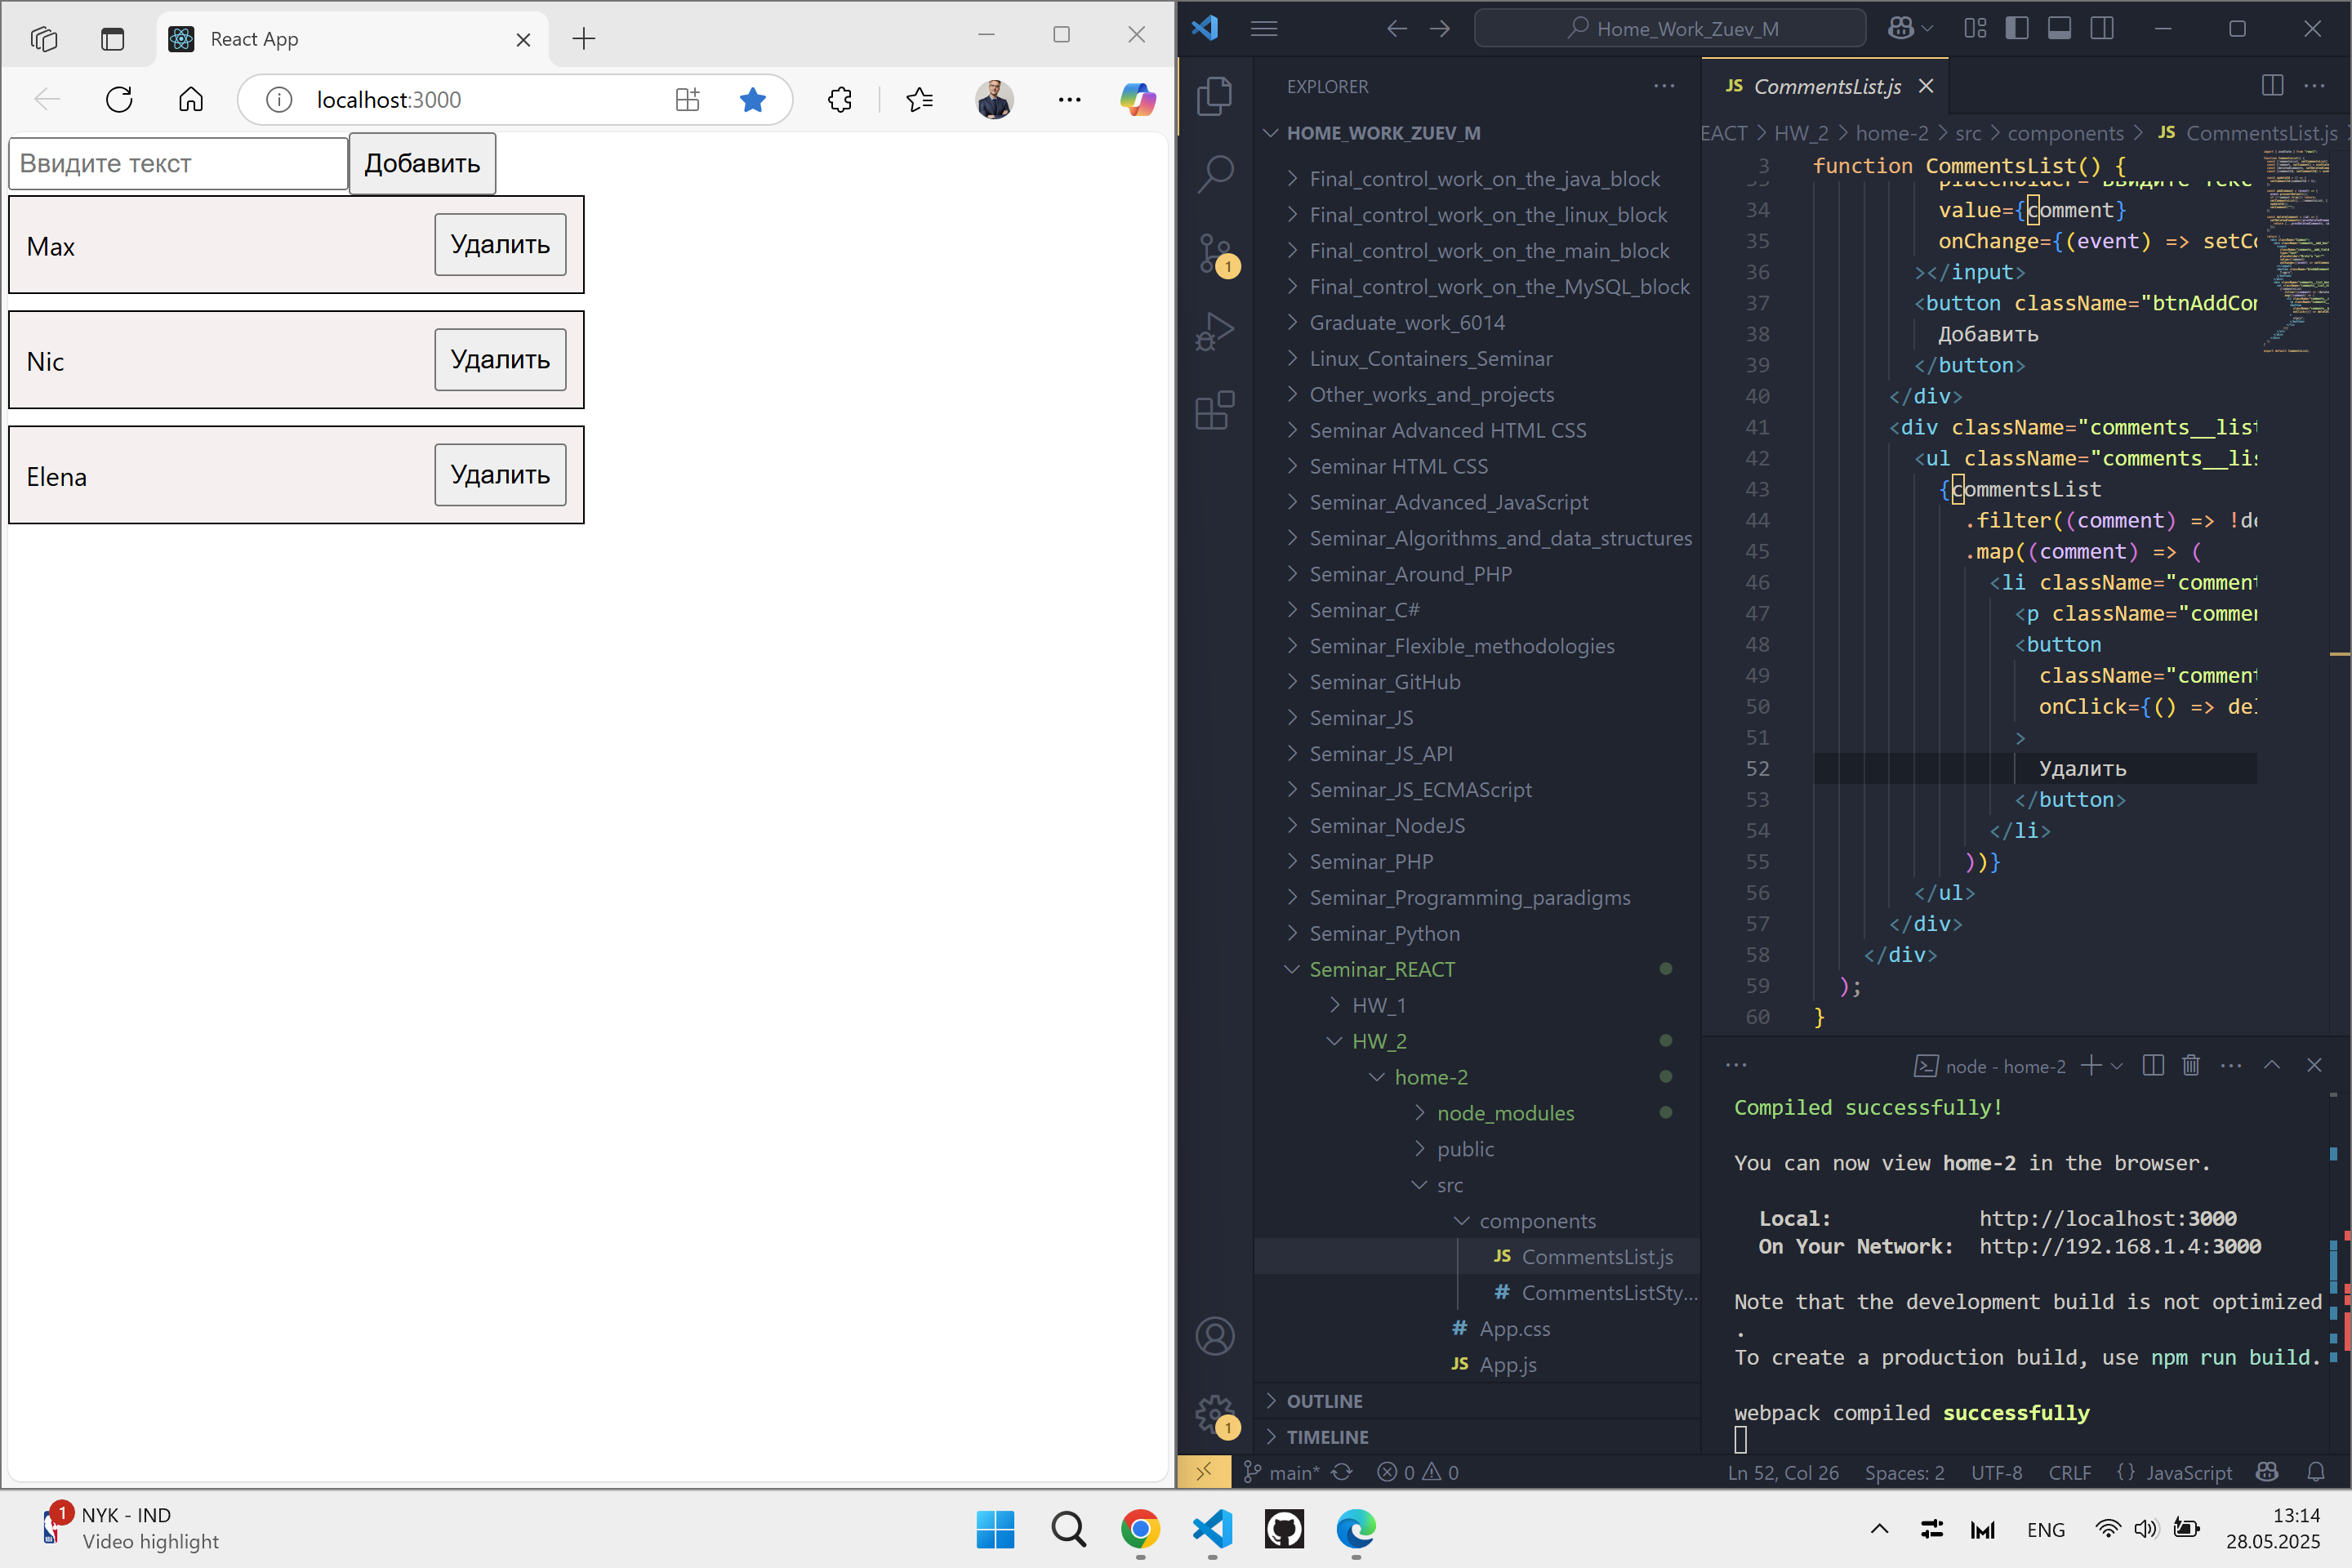 React App
localhost:3000
Ввидите текст
Добавить
Max
Удалить
Nic
Удалить
Elena
Удалить
Home_Work_Zuev_M
EXPLORER
HOME_WORK_ZUEV_M
Final_control_work_on_the_java_block
Final_control_work_on_the_linux_block
Final_control_work_on_the_main_block
Final_control_work_on_the_MySQL_block
Graduate_work_6014
Linux_Containers_Seminar
Other_works_and_projects
Seminar Advanced HTML CSS
Seminar HTML CSS
Seminar_Advanced_JavaScript
Seminar_Algorithms_and_data_structures
Seminar_Around_PHP
Seminar_C#
Seminar_Flexible_methodologies
Seminar_GitHub
Seminar_JS
Seminar_JS_API
Seminar_JS_ECMAScript
Seminar_NodeJS
Seminar_PHP
Seminar_Programming_paradigms
Seminar_Python
Seminar_REACT
HW_1
HW_2
home-2
node_modules
public
src
components
JS CommentsList.js
# CommentsListSty...
# App.css
JS App.js
OUTLINE
TIMELINE
1
1
JS CommentsList.js
EACT > HW_2 > home-2 > src > components > JS CommentsList.js
3 function CommentsList() {
34 value={comment}
35 onChange={(event) => setCo
36 ></input>
37 <button className="btnAddCo
38 Добавить
39 </button>
40 </div>
41 <div className="comments__list
42 <ul className="comments__li
43 {commentsList
44 .filter((comment) => !de
45 .map((comment) => (
46 <li className="comment
47 <p className="commen
48 <button
49 className="comment
50 onClick={() => del
51 >
52 Удалить
53 </button>
54 </li>
55 ))}
56 </ul>
57 </div>
58 </div>
59 );
60 }
node - home-2
Compiled successfully!
You can now view home-2 in the browser.
Local: http://localhost:3000
On Your Network: http://192.168.1.4:3000
Note that the development build is not optimized
.
To create a production build, use npm run build.
webpack compiled successfully
main* 0 0
Ln 52, Col 26 Spaces: 2 UTF-8 CRLF {} JavaScript
1
NYK - IND
Video highlight
ENG
13:14
28.05.2025